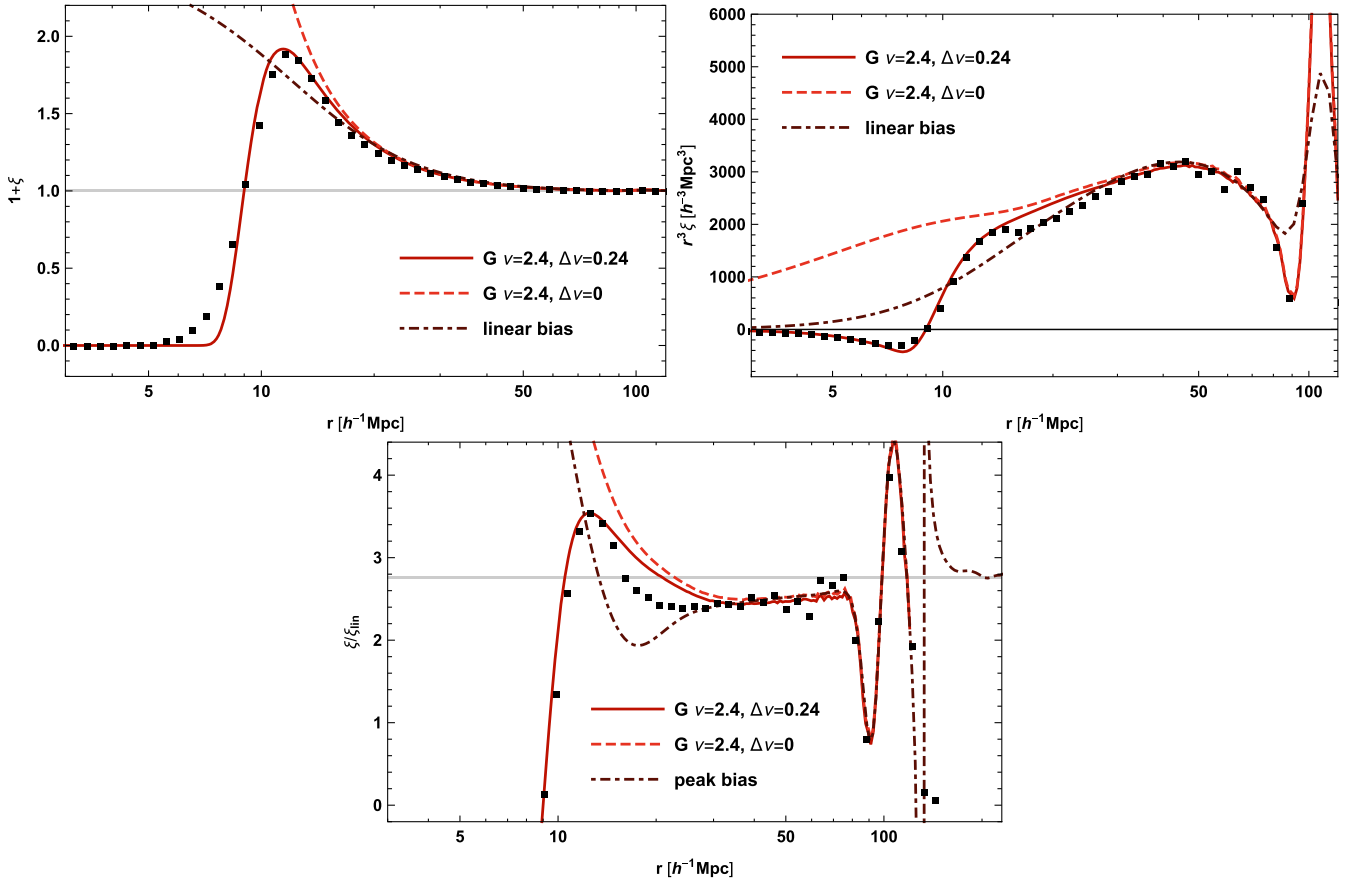 2.0
1.5
1.0
0.5
0.0
1+ξ
G ν=2.4, Δν=0.24
G ν=2.4, Δν=0
linear bias
5 10 50 100
r [h⁻¹Mpc]
6000
5000
4000
3000
2000
1000
0
r³ ξ [h⁻³Mpc³]
G ν=2.4, Δν=0.24
G ν=2.4, Δν=0
linear bias
5 10 50 100
r [h⁻¹Mpc]
4
3
2
1
0
ξ/ξlin
G ν=2.4, Δν=0.24
G ν=2.4, Δν=0
peak bias
5 10 50 100
r [h⁻¹Mpc]